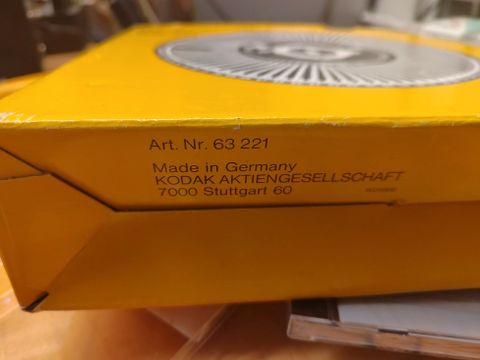 Art. Nr. 63 221
Made in Germany
KODAK AKTIENGESELLSCHAFT
7000 Stuttgart 60